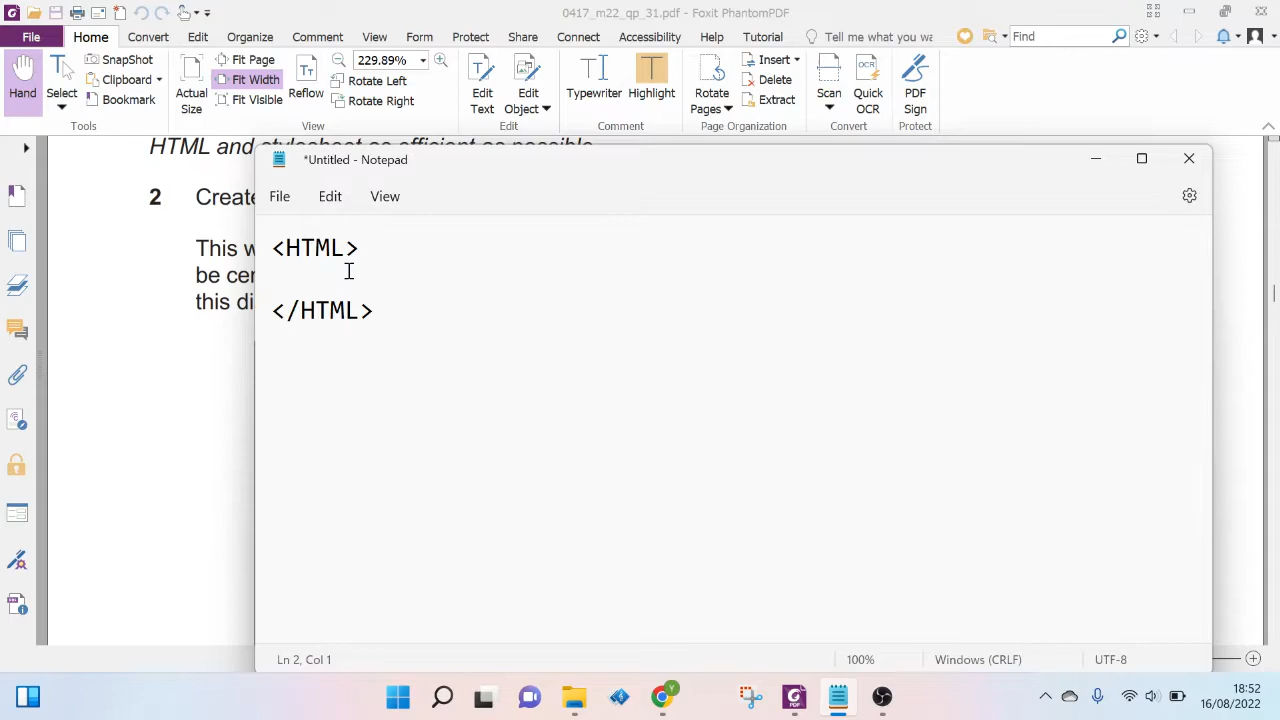 0417_m22_qp_31.pdf - Foxit PhantomPDF
File Home Convert Edit Organize Comment View Form Protect Share Connect Accessibility Help Tutorial Tell me what you wa Find
Hand
Select
SnapShot
Clipboard
Bookmark
Tools
Actual Size
Fit Page
Fit Width
Fit Visible
Reflow
229.89%
Rotate Left
Rotate Right
View
Edit Text
Edit Object
Edit
Typewriter
Highlight
Comment
Rotate Pages
Insert
Delete
Extract
Page Organization
Scan
Quick OCR
Convert
PDF Sign
Protect
HTML and stylesheet as efficient as possible.
2 Create
This w
be cer
this di
*Untitled - Notepad
File Edit View
<HTML>
</HTML>
Ln 2, Col 1 100% Windows (CRLF) UTF-8
18:52
16/08/2022